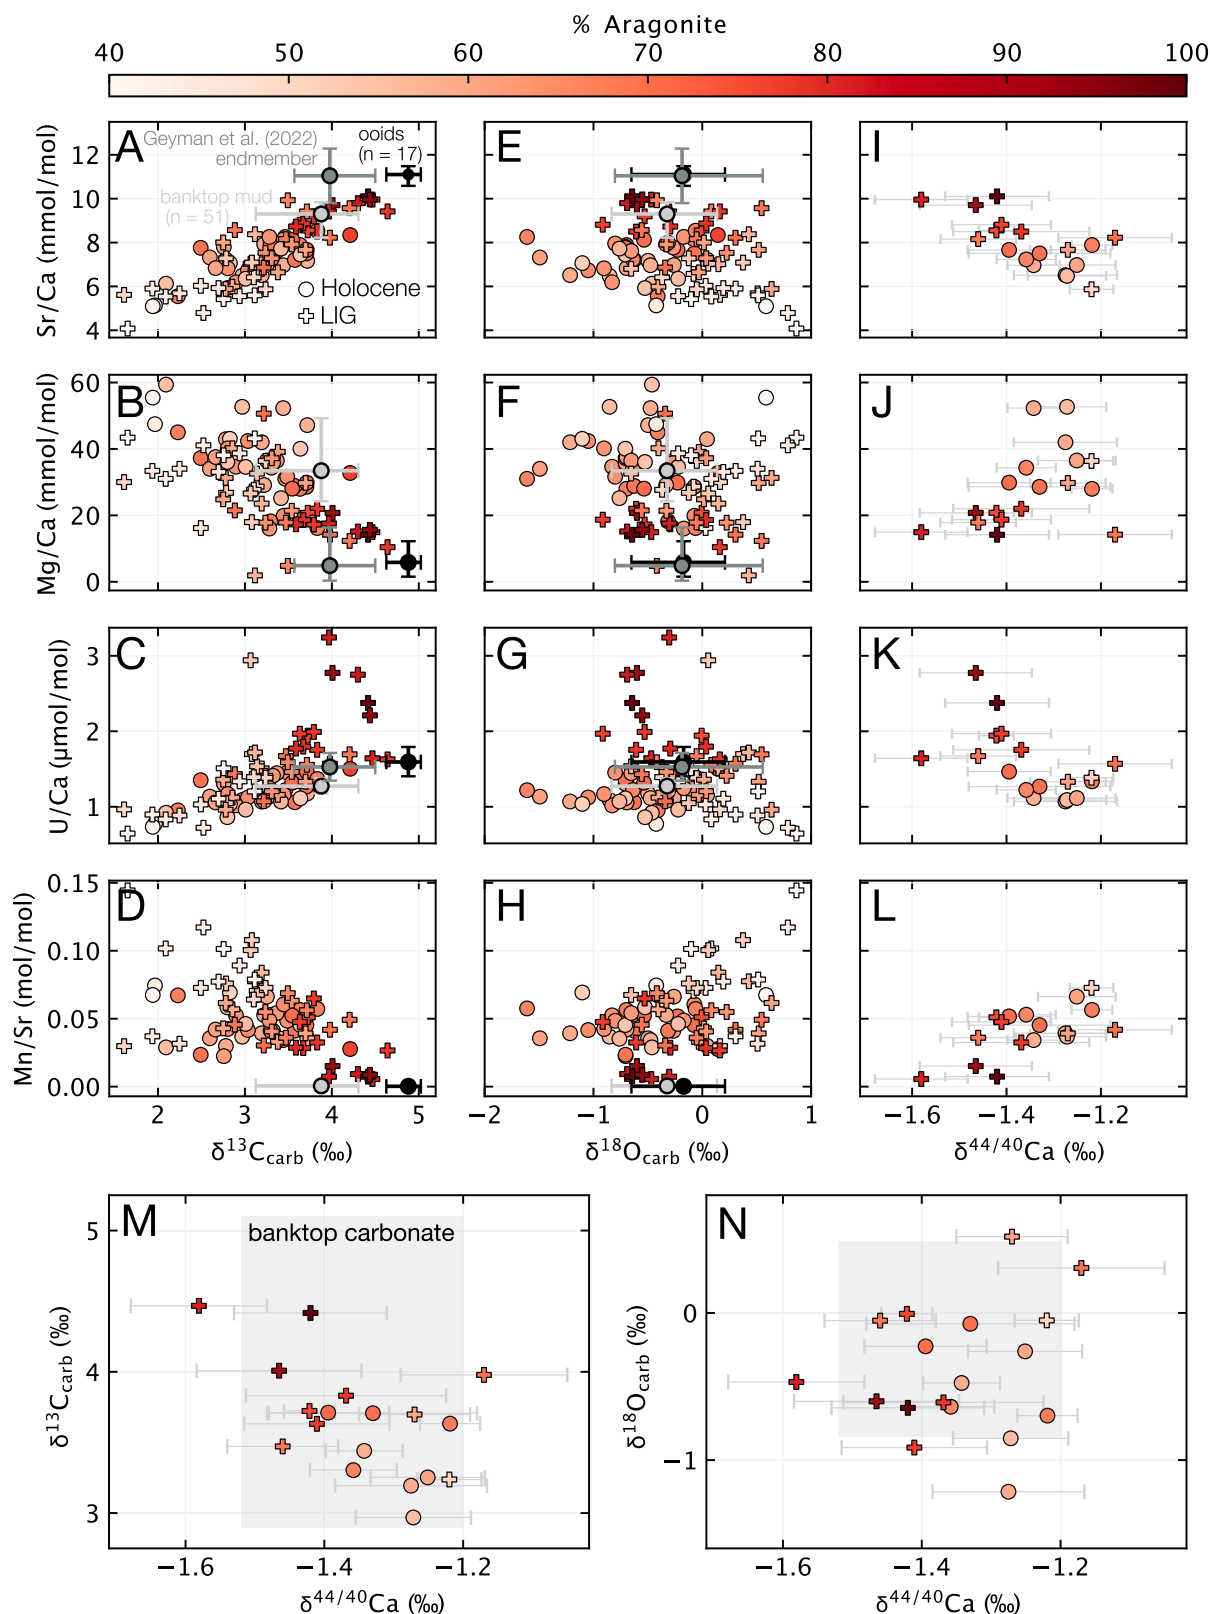 % Aragonite
40 50 60 70 80 90 100
A
Geyman et al. (2022)
endmember
ooids
(n = 17)
banktop mud
(n = 51)
Holocene
LIG
Sr/Ca (mmol/mol)
12
10
8
6
4
E
I
B
Mg/Ca (mmol/mol)
60
40
20
0
F
J
C
U/Ca (µmol/mol)
3
2
1
G
K
D
Mn/Sr (mol/mol)
0.15
0.10
0.05
0.00
H
L
2 3 4 5
δ13Ccarb (‰)
−2 −1 0 1
δ18Ocarb (‰)
−1.6 −1.4 −1.2
δ44/40Ca (‰)
M
banktop carbonate
δ13Ccarb (‰)
5
4
3
−1.6 −1.4 −1.2
δ44/40Ca (‰)
N
δ18Ocarb (‰)
0
−1
−1.6 −1.4 −1.2
δ44/40Ca (‰)